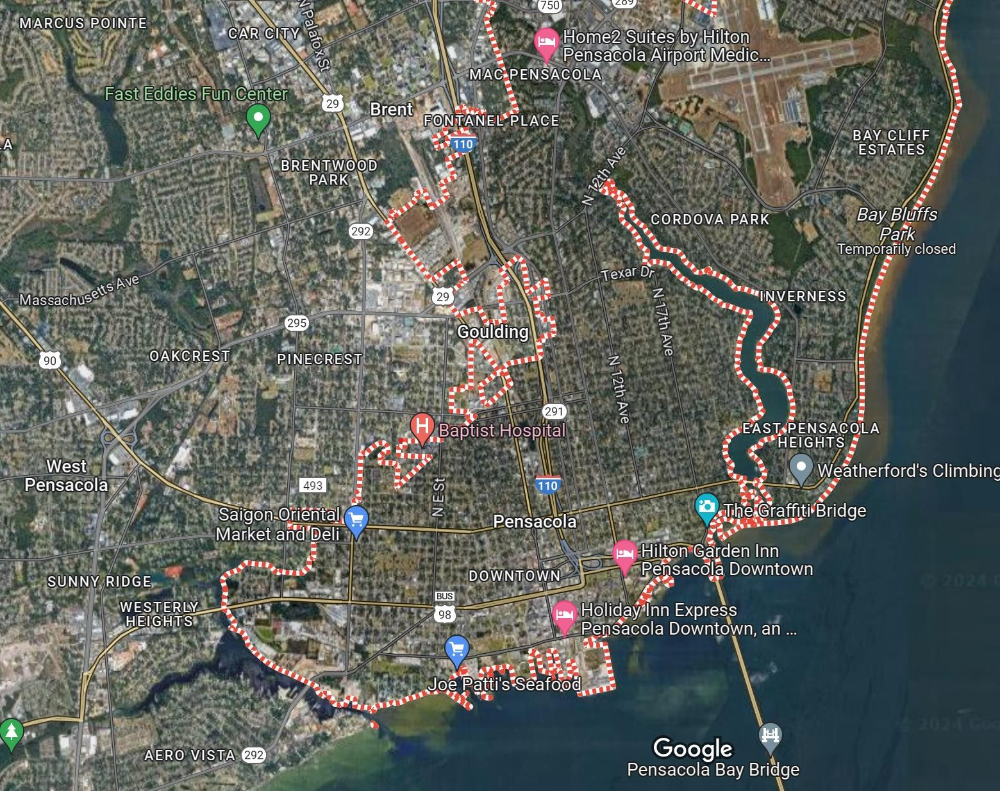 750
289
MARCUS POINTE
CAR CITY
N Palafox St
Home2 Suites by Hilton
Pensacola Airport Medic...
MAC PENSACOLA
Fast Eddies Fun Center
29
Brent
FONTANEL PLACE
LA
110
BAY CLIFF
ESTATES
BRENTWOOD
PARK
N 12th Ave
292
CORDOVA PARK
Bay Bluffs
Park
Temporarily closed
Massachusetts Ave
Texar Dr
29
INVERNESS
N 17th Ave
295
Goulding
OAKCREST
PINECREST
90
N 12th Ave
291
Baptist Hospital
EAST PENSACOLA
HEIGHTS
West
Pensacola
493
N E St
110
Weatherford's Climbing
Saigon Oriental
Market and Deli
Pensacola
The Graffiti Bridge
Hilton Garden Inn
Pensacola Downtown
DOWNTOWN
SUNNY RIDGE
© 2024
WESTERLY
HEIGHTS
BUS
98
Holiday Inn Express
Pensacola Downtown, an ...
Joe Patti's Seafood
© 2024 Goo
AERO VISTA
292
Google
Pensacola Bay Bridge